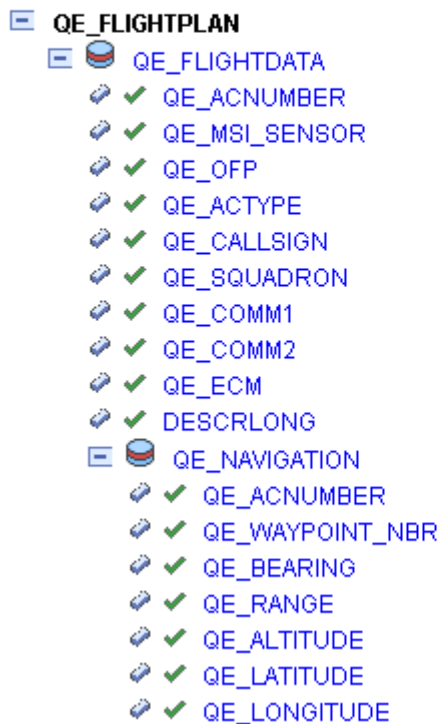 QE_FLIGHTPLAN
QE_FLIGHTDATA
QE_ACNUMBER
QE_MSI_SENSOR
QE_OFP
QE_ACTYPE
QE_CALLSIGN
QE_SQUADRON
QE_COMM1
QE_COMM2
QE_ECM
DESCRLONG
QE_NAVIGATION
QE_ACNUMBER
QE_WAYPOINT_NBR
QE_BEARING
QE_RANGE
QE_ALTITUDE
QE_LATITUDE
QE_LONGITUDE